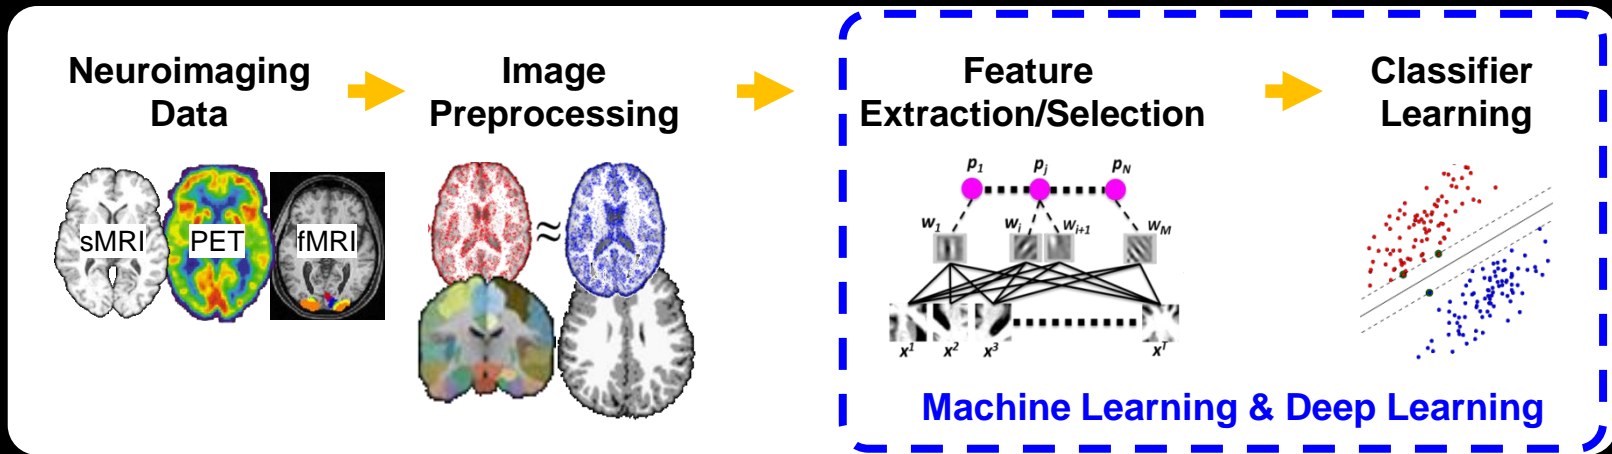 Neuroimaging
Data
Image
Preprocessing
Feature
Extraction/Selection
Classifier
Learning
sMRI
PET
fMRI
≈
p1
pj
pN
w1
wi
wi+1
wM
x1
x2
x3
xT
Machine Learning & Deep Learning